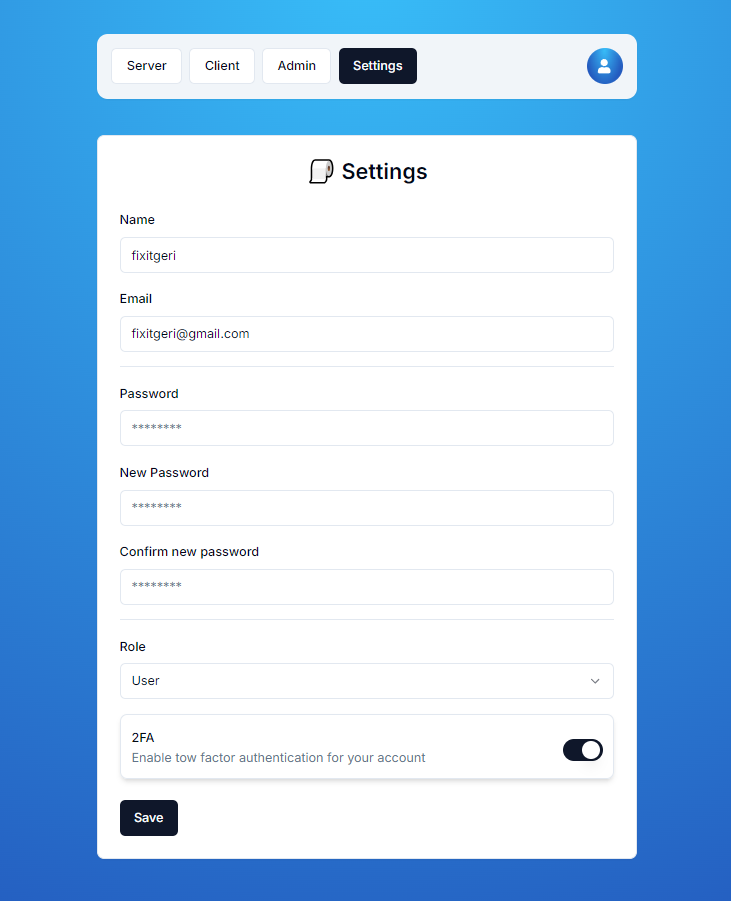 Server Client Admin Settings
Settings
Name
fixitgeri
Email
fixitgeri@gmail.com
Password
********
New Password
********
Confirm new password
********
Role
User
2FA
Enable tow factor authentication for your account
Save